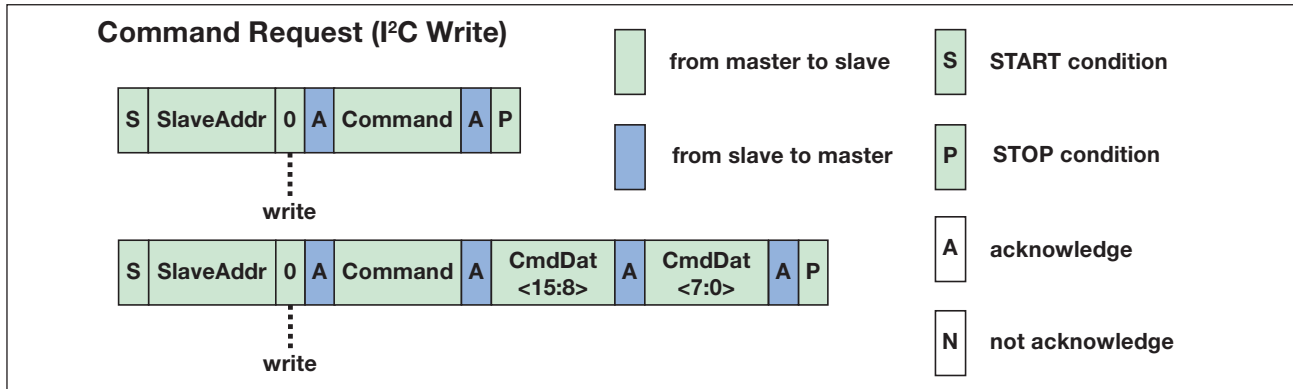 Command Request (I²C Write)
S SlaveAddr 0 A Command A P
write
S SlaveAddr 0 A Command A CmdDat <15:8> A CmdDat <7:0> A P
write
from master to slave
from slave to master
S START condition
P STOP condition
A acknowledge
N not acknowledge